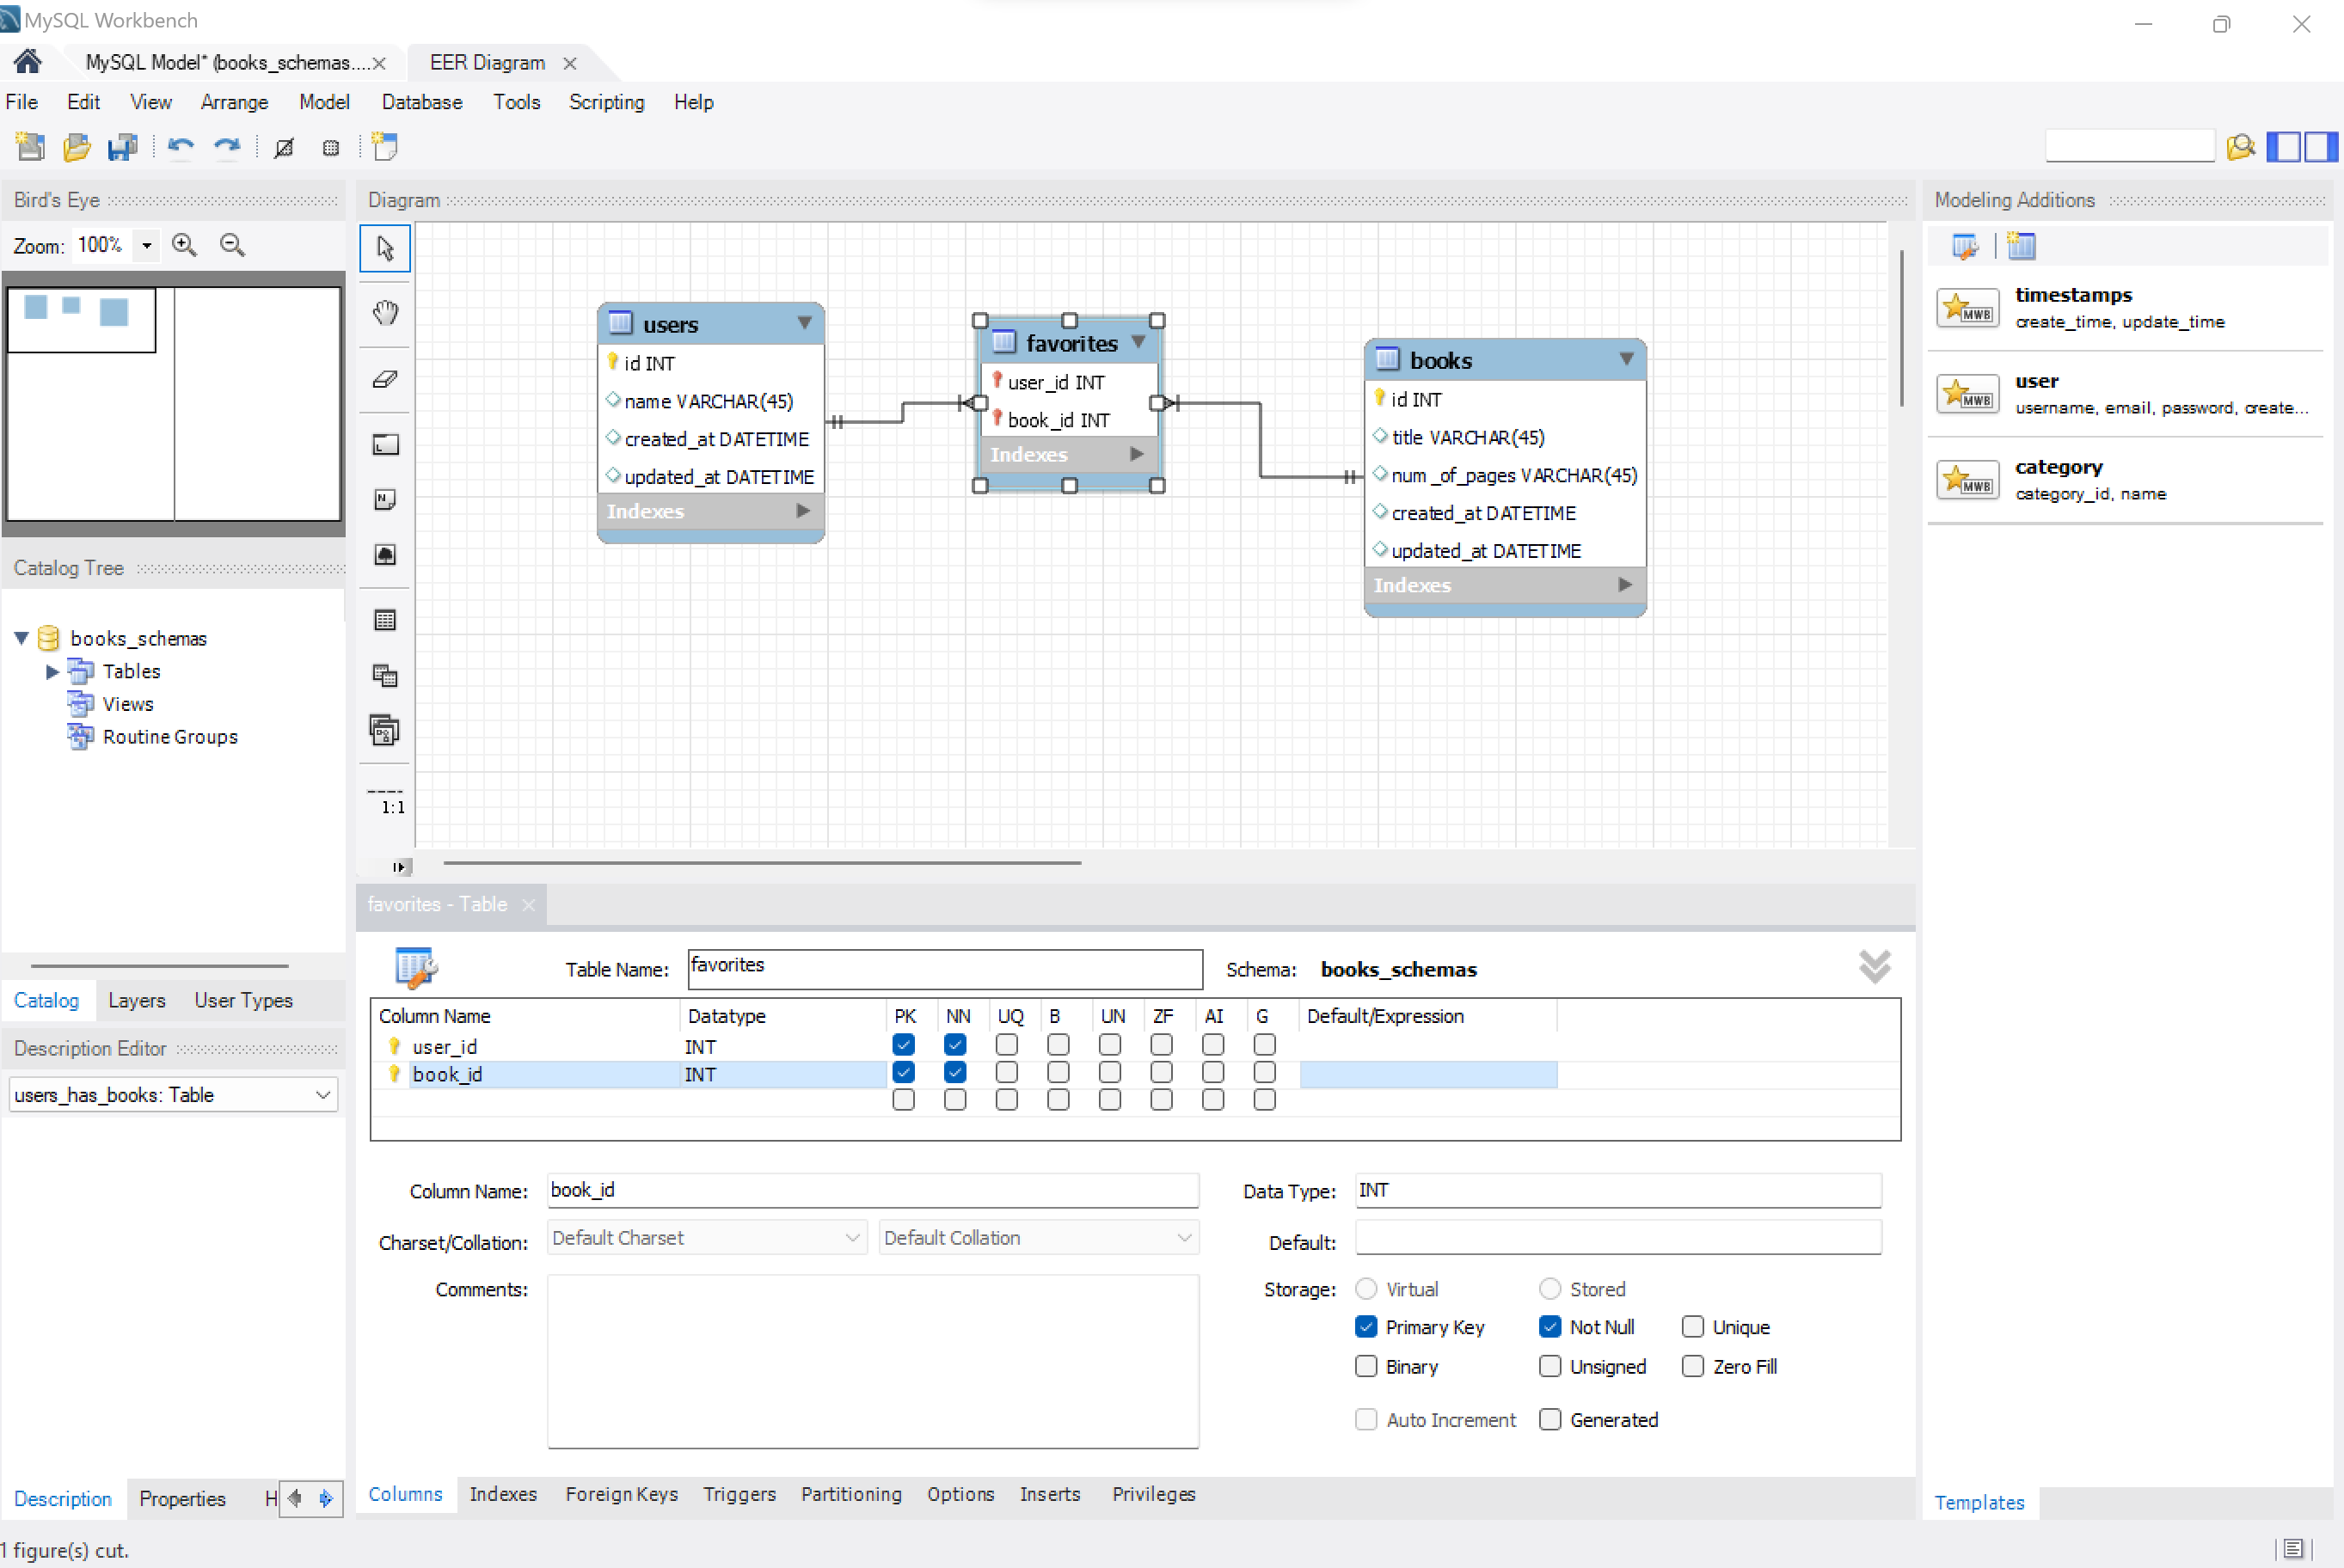 MySQL Workbench
MySQL Model* (books_schemas....
EER Diagram
File Edit View Arrange Model Database Tools Scripting Help
Bird's Eye
Zoom: 100%
Catalog Tree
books_schemas
Tables
Views
Routine Groups
Catalog Layers User Types
Description Editor
users_has_books: Table
Description Properties H
Diagram
N
1:1
users
id INT
name VARCHAR(45)
created_at DATETIME
updated_at DATETIME
Indexes
favorites
user_id INT
book_id INT
Indexes
books
id INT
title VARCHAR(45)
num_of_pages VARCHAR(45)
created_at DATETIME
updated_at DATETIME
Indexes
favorites - Table
Table Name: favorites Schema: books_schemas
Column Name Datatype PK NN UQ B UN ZF AI G Default/Expression
user_id INT
book_id INT
Column Name: book_id Data Type: INT
Charset/Collation: Default Charset Default Collation Default:
Comments: Storage: Virtual Stored
Primary Key Not Null Unique
Binary Unsigned Zero Fill
Auto Increment Generated
Columns Indexes Foreign Keys Triggers Partitioning Options Inserts Privileges
Modeling Additions
MWB
timestamps
create_time, update_time
MWB
user
username, email, password, create...
MWB
category
category_id, name
Templates
1 figure(s) cut.